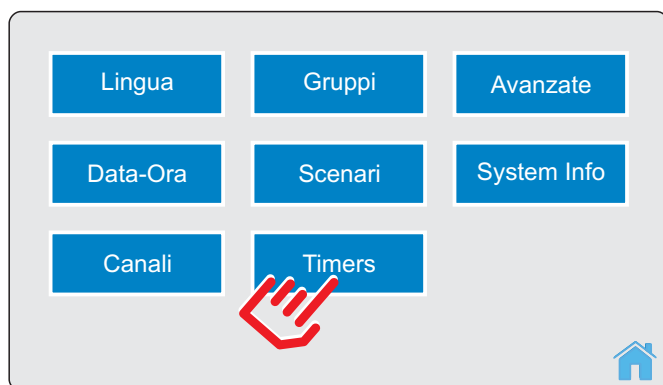 Lingua
Gruppi
Avanzate
Data-Ora
Scenari
System Info
Canali
Timers